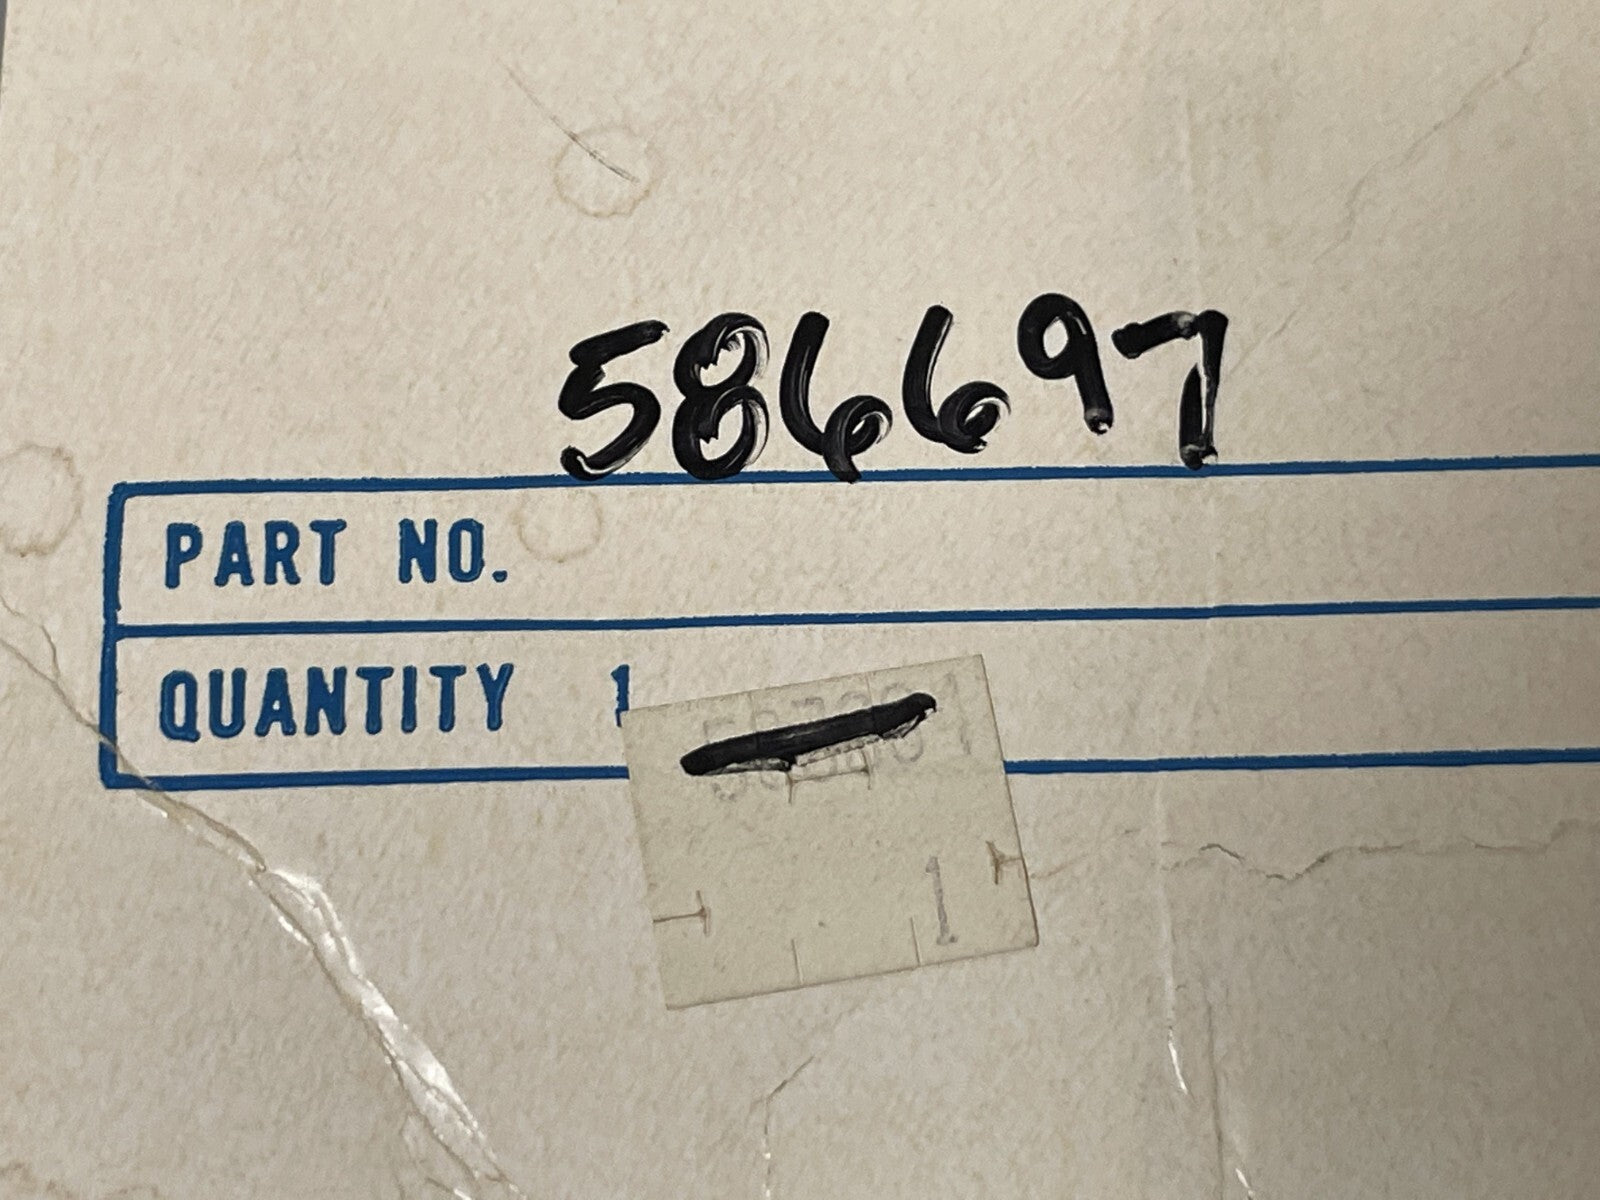 586697
PART NO.
QUANTITY 1
1